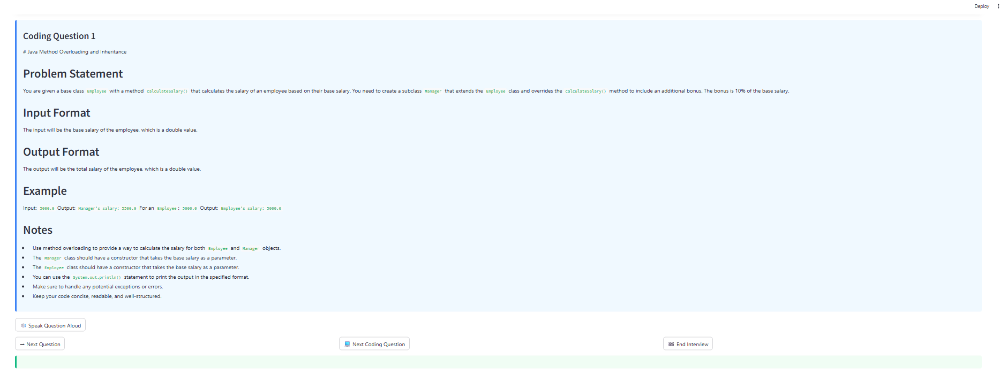 Deploy
Coding Question 1
# Java Method Overloading and Inheritance
Problem Statement
You are given a base class Employee with a method calculateSalary() that calculates the salary of an employee based on their base salary. You need to create a subclass Manager that extends the Employee class and overrides the calculateSalary() method to include an additional bonus. The bonus is 10% of the base salary.
Input Format
The input will be the base salary of the employee, which is a double value.
Output Format
The output will be the total salary of the employee, which is a double value.
Example
Input: 5000.0 Output: Manager's salary: 5500.0 For an Employee: 5000.0 Output: Employee's salary: 5000.0
Notes
• Use method overloading to provide a way to calculate the salary for both Employee and Manager objects.
• The Manager class should have a constructor that takes the base salary as a parameter.
• The Employee class should have a constructor that takes the base salary as a parameter.
• You can use the System.out.println() statement to print the output in the specified format.
• Make sure to handle any potential exceptions or errors.
• Keep your code concise, readable, and well-structured.
Speak Question Aloud
Next Question
Next Coding Question
End Interview